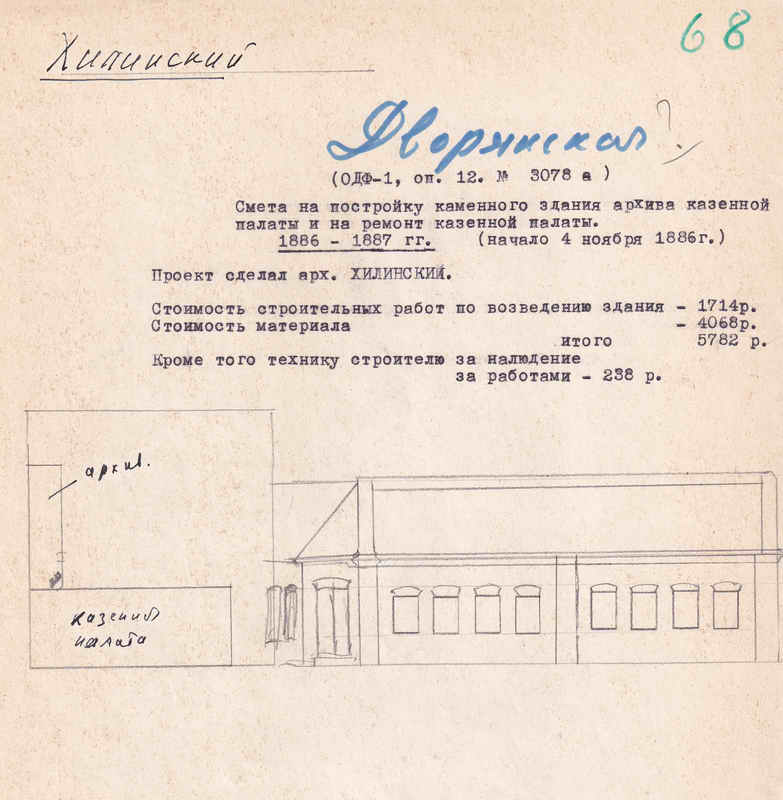 68
Хилинский
Дворянская?
(ОДФ-1, оп. 12. № 3078 а )
Смета на постройку каменного здания архива казенной
палаты и на ремонт казенной палаты.
1886 - 1887 гг. (начало 4 ноября 1886г.)
Проект сделал арх. ХИЛИНСКИЙ.
Стоимость строительных работ по возведению здания - 1714р.
Стоимость материала - 4068р.
итого 5782 р.
Кроме того технику строителю за налюдение
за работами - 238 р.
архив.
казенная
палата